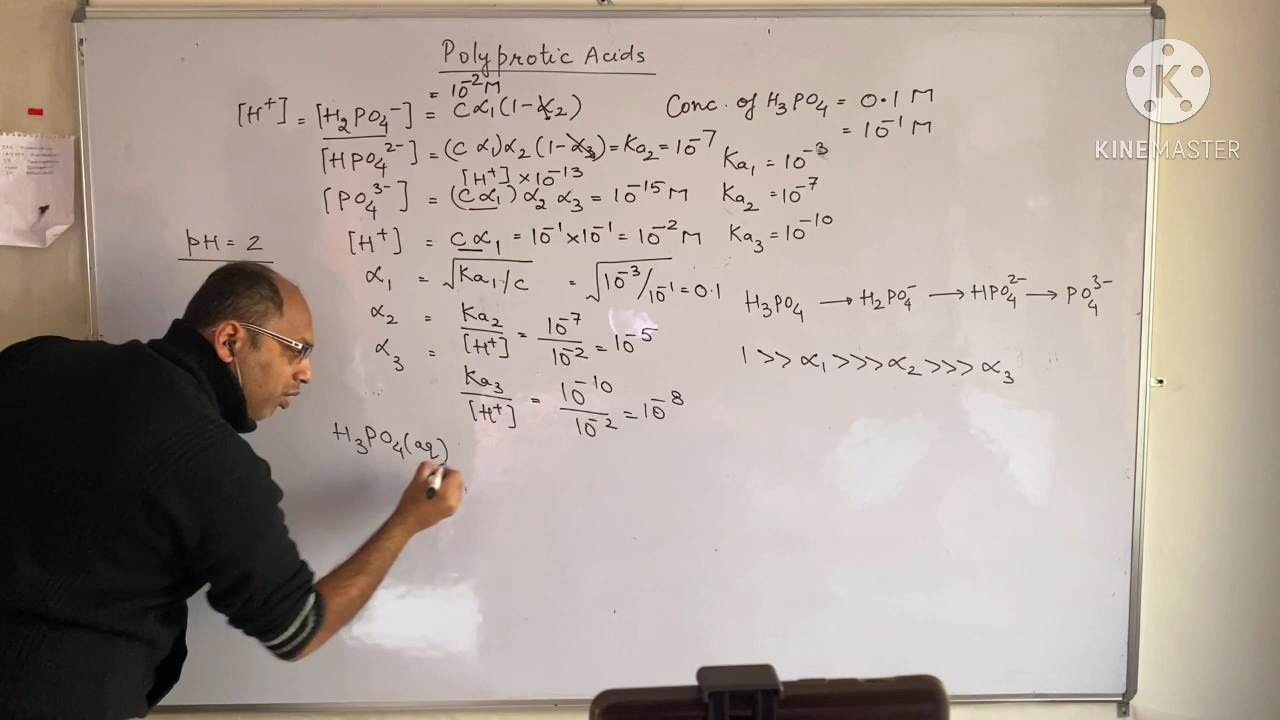 Polyprotic Acids
= 10⁻² M
[H⁺] = [H₂PO₄⁻] = Cα₁(1-α₂)
Conc. of H₃PO₄ = 0.1 M
= 10⁻¹ M
[HPO₄²⁻] = (Cα₁)α₂(1-α₃) = Ka₂ = 10⁻⁷
Ka₁ = 10⁻³
[H⁺] × 10⁻¹³
[PO₄³⁻] = (Cα₁)α₂ α₃ = 10⁻¹⁵ M
Ka₂ = 10⁻⁷
pH = 2
[H⁺] = Cα₁ = 10⁻¹ × 10⁻¹ = 10⁻² M
Ka₃ = 10⁻¹⁰
α₁ = √Ka₁/C = √10⁻³/10⁻¹ = 0.1
H₃PO₄ → H₂PO₄⁻ → HPO₄²⁻ → PO₄³⁻
α₂ = Ka₂/[H⁺] = 10⁻⁷/10⁻² = 10⁻⁵
1 >> α₁ >>> α₂ >>> α₃
α₃ = Ka₃/[H⁺] = 10⁻¹⁰/10⁻² = 10⁻⁸
H₃PO₄(aq)
K
KINEMASTER